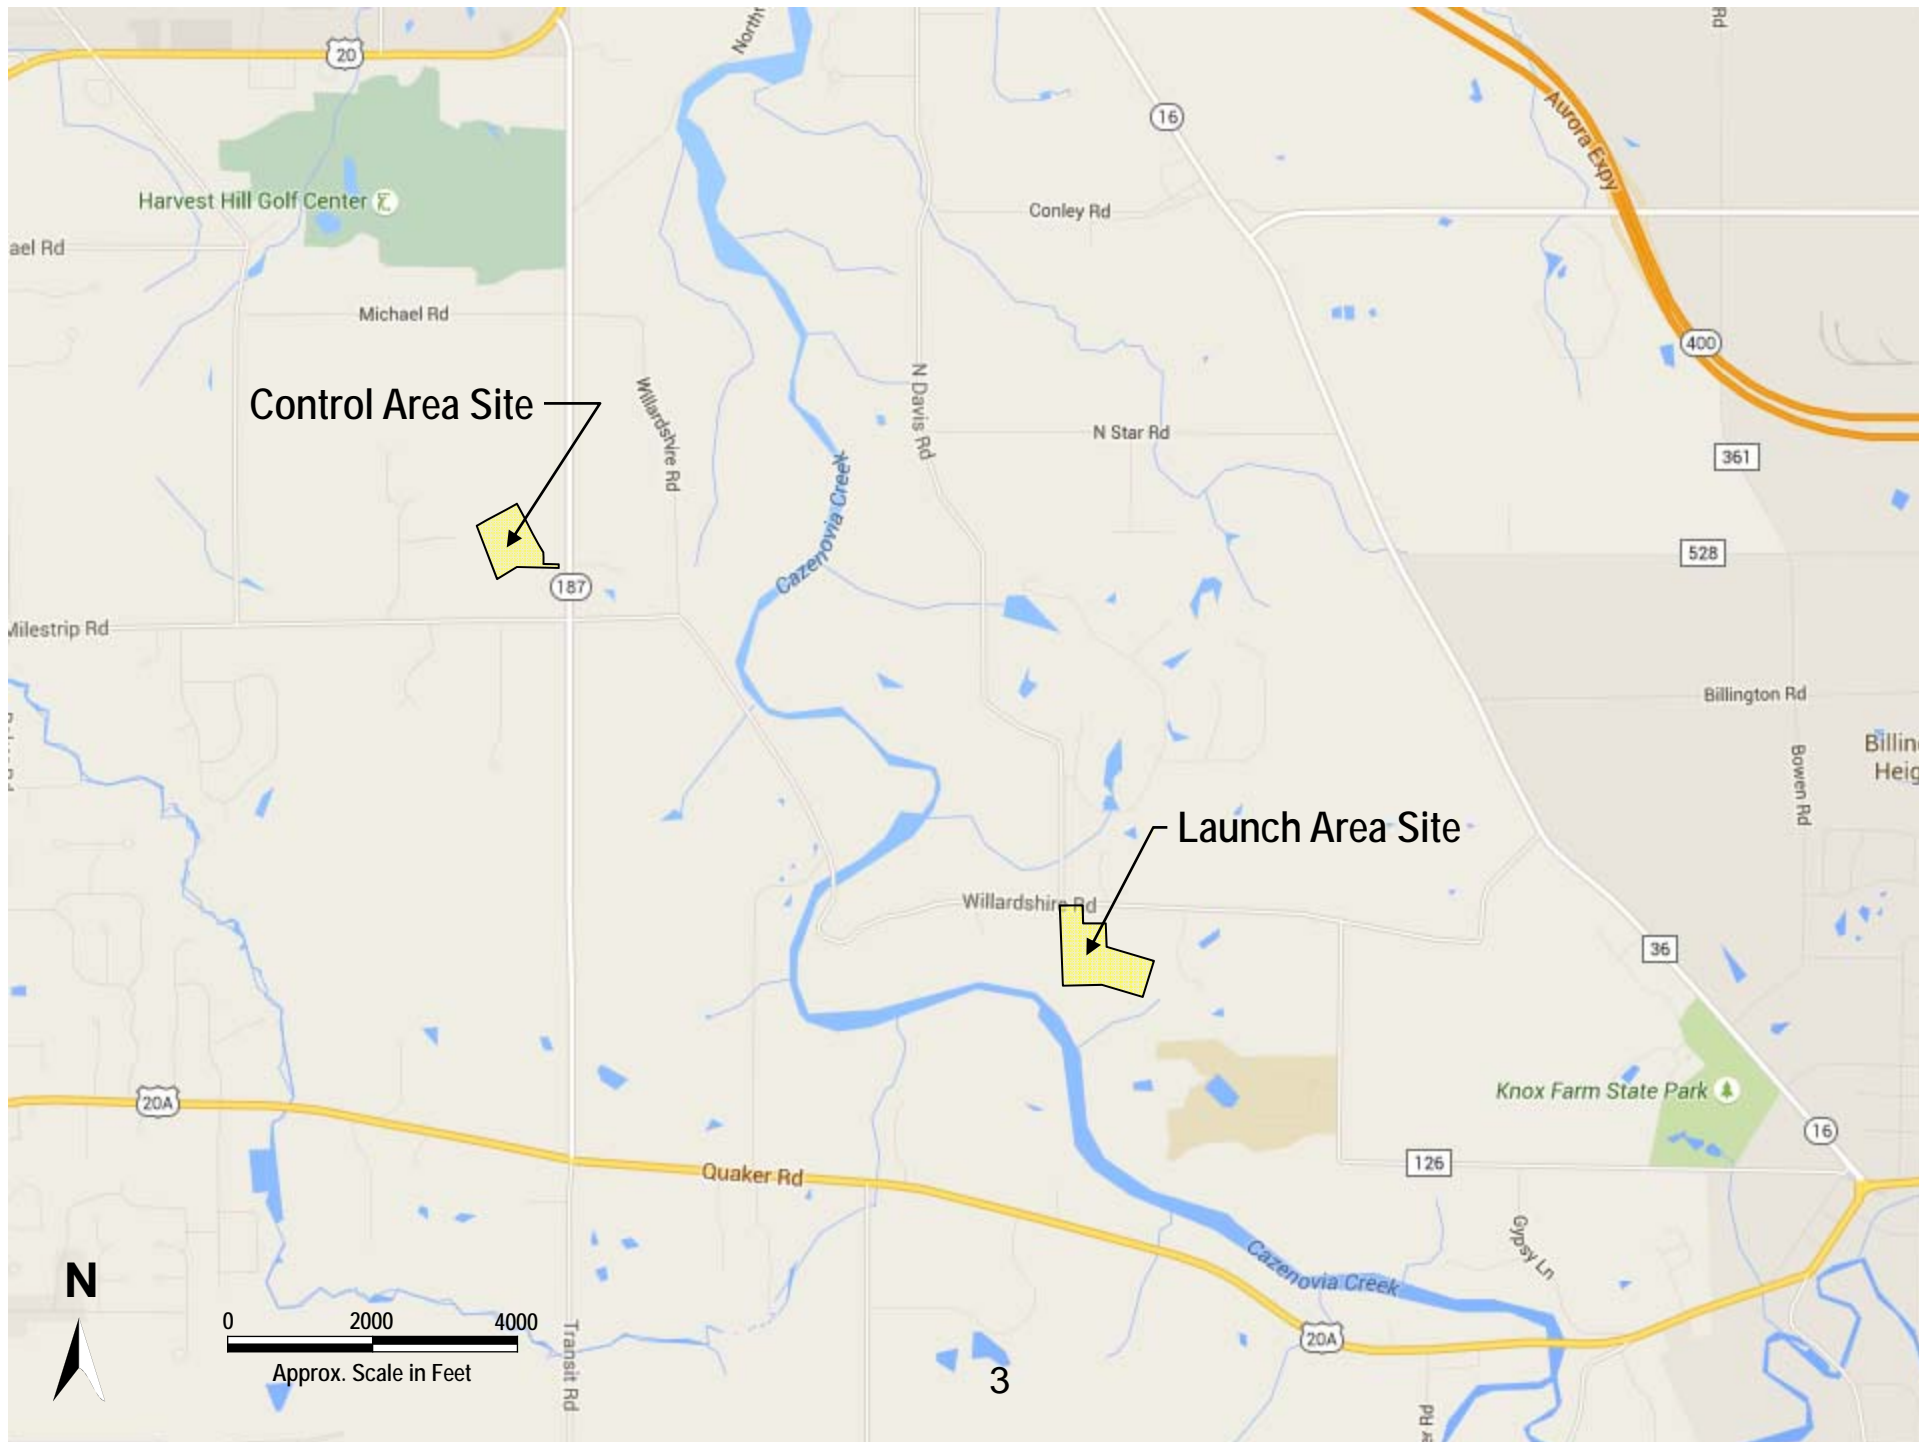 20
16
Aurora Expy
Harvest Hill Golf Center
Conley Rd
ael Rd
Michael Rd
400
Control Area Site
Willardshire Rd
N Davis Rd
N Star Rd
361
Cazenovia Creek
528
187
Milestrip Rd
Billington Rd
Bowen Rd
Launch Area Site
Willardshire Rd
36
Knox Farm State Park
20A
16
Quaker Rd
126
Gypsy Ln
Cazenovia Creek
N
0 2000 4000
Approx. Scale in Feet
Transit Rd
20A
3
Rd